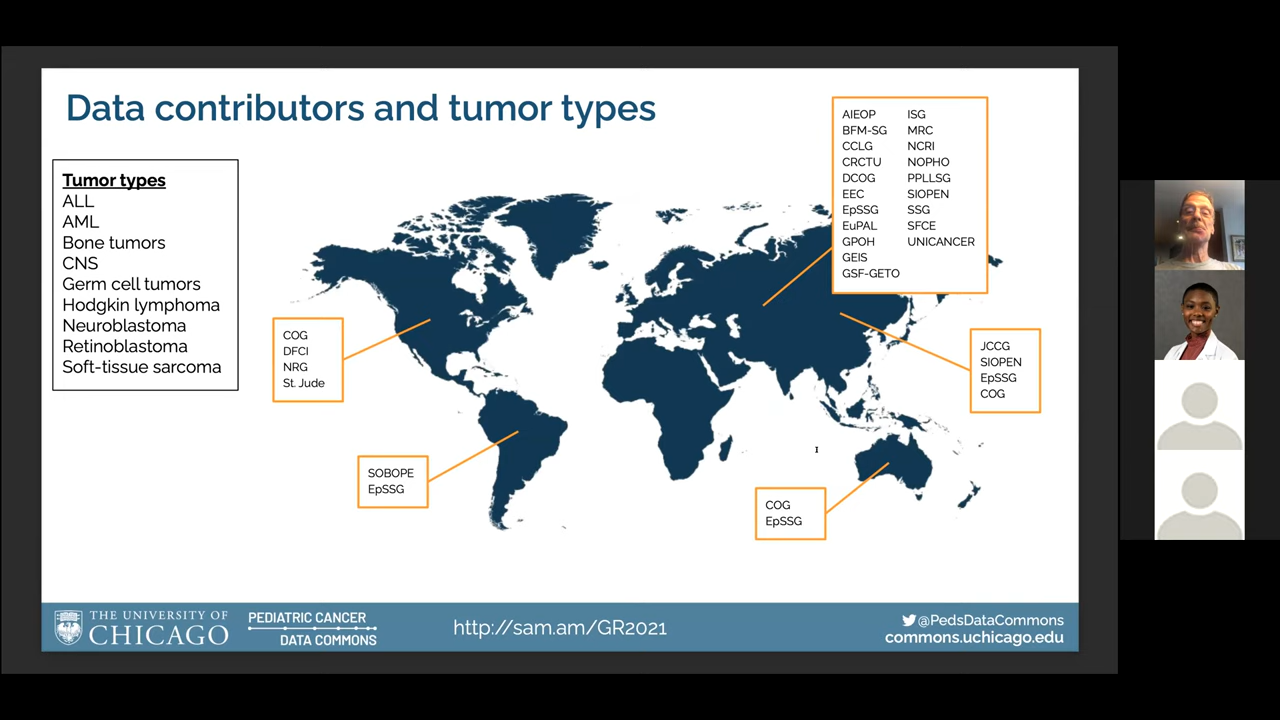 Data contributors and tumor types
Tumor types
ALL
AML
Bone tumors
CNS
Germ cell tumors
Hodgkin lymphoma
Neuroblastoma
Retinoblastoma
Soft-tissue sarcoma
COG
DFCI
NRG
St. Jude
SOBOPE
EpSSG
AIEOP
BFM-SG
CCLG
CRCTU
DCOG
EEC
EpSSG
EuPAL
GPOH
GEIS
GSF-GETO
ISG
MRC
NCRI
NOPHO
PPLLSG
SIOPEN
SSG
SFCE
UNICANCER
JCCG
SIOPEN
EpSSG
COG
COG
EpSSG
THE UNIVERSITY OF
CHICAGO
PEDIATRIC CANCER
DATA COMMONS
http://sam.am/GR2021
@PedsDataCommons
commons.uchicago.edu